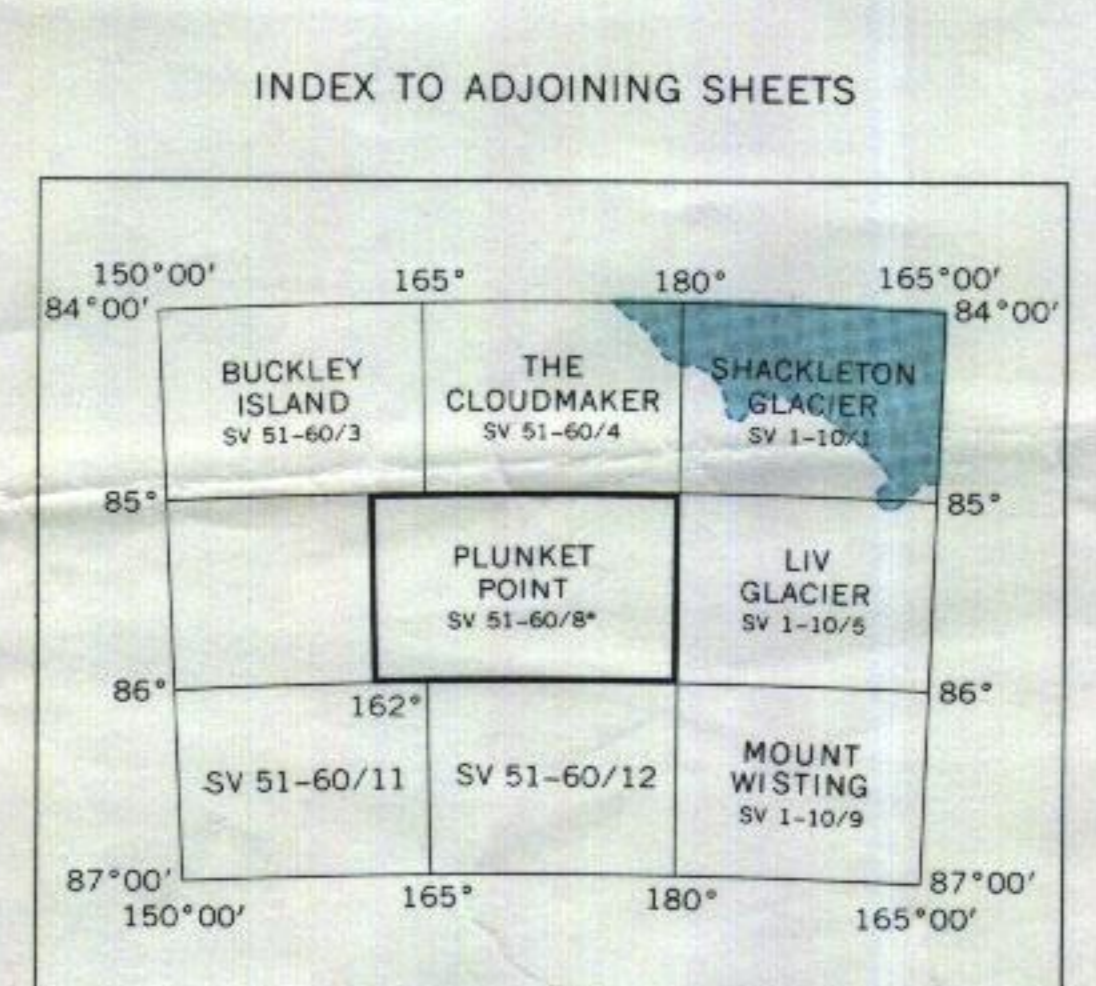 INDEX TO ADJOINING SHEETS
150°00'
165°
180°
165°00'
84°00'
84°00'
BUCKLEY
ISLAND
SV 51-60/3
THE
CLOUDMAKER
SV 51-60/4
SHACKLETON
GLACIER
SV 1-10/1
85°
85°
PLUNKET
POINT
SV 51-60/8*
LIV
GLACIER
SV 1-10/5
86°
86°
162°
SV 51-60/11
SV 51-60/12
MOUNT
WISTING
SV 1-10/9
87°00'
87°00'
150°00'
165°
180°
165°00'